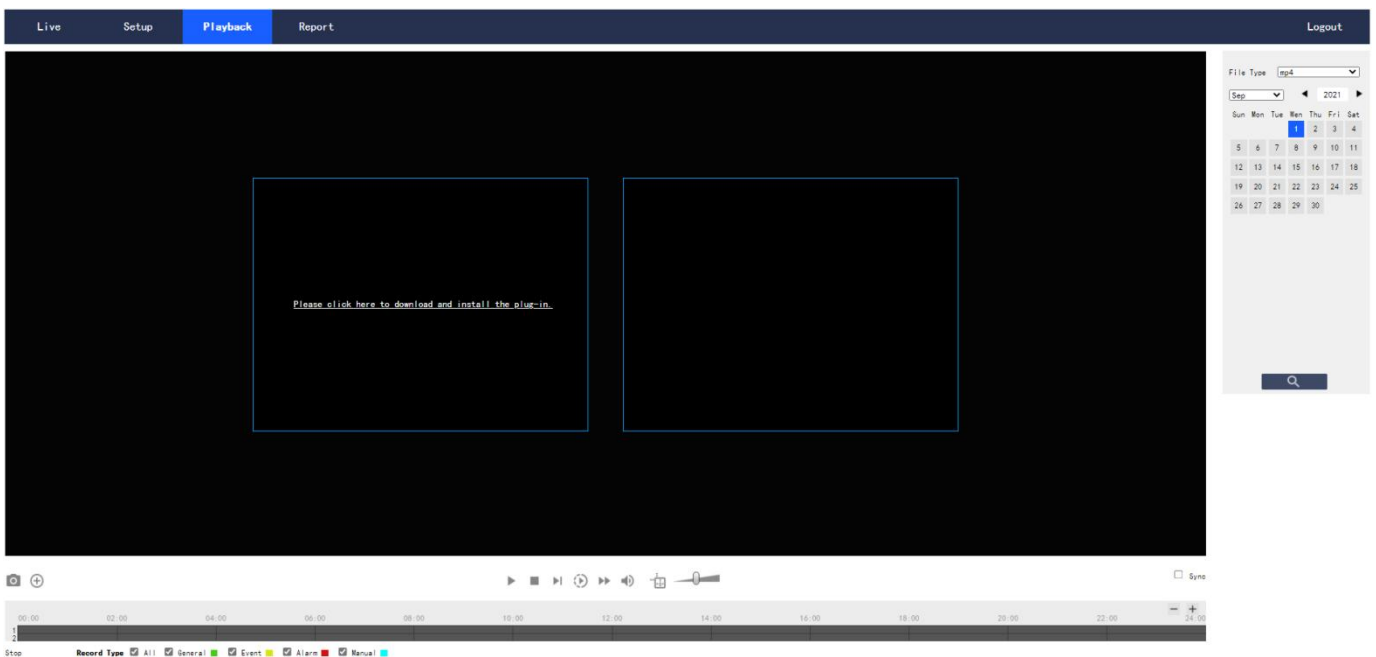 Live Setup Playback Report Logout
File Type mp4
Sep 2021
Sun Mon Tue Wen Thu Fri Sat
1 2 3 4
5 6 7 8 9 10 11
12 13 14 15 16 17 18
19 20 21 22 23 24 25
26 27 28 29 30
Please click here to download and install the plug-in.
Sync
00:00 02:00 04:00 06:00 08:00 10:00 12:00 14:00 16:00 18:00 20:00 22:00 24:00
1
2
Stop Record Type All General Event Alarm Manual